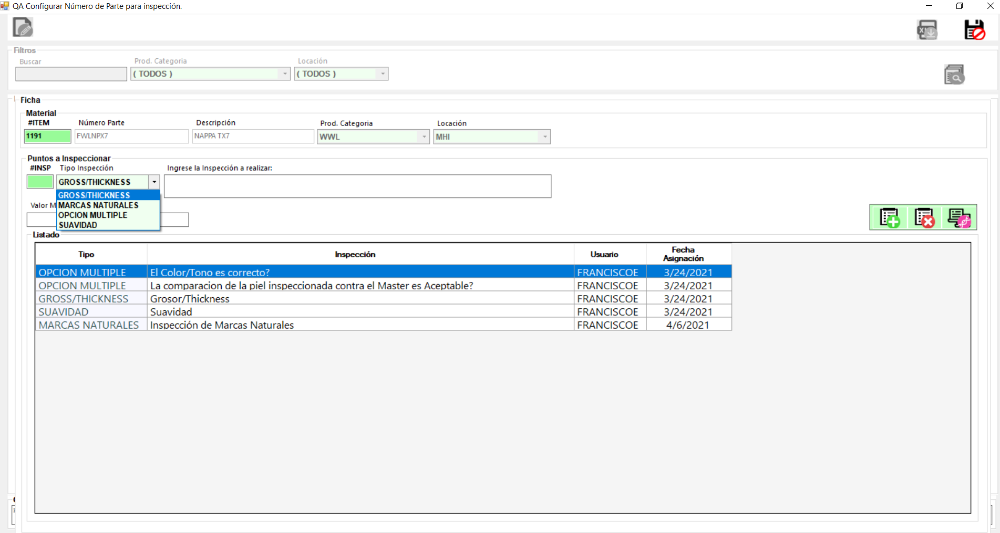 QA Configurar Número de Parte para inspección.
Filtros
Buscar
Prod. Categoria
Locación
( TODOS )
( TODOS )
Ficha
Material
#ITEM
Número Parte
Descripción
Prod. Categoria
Locación
1191
FWLNPX7
NAPPA TX7
WWL
MHI
Puntos a Inspeccionar
#INSP
Tipo Inspección
Ingrese la Inspección a realizar:
GROSS/THICKNESS
GROSS/THICKNESS
MARCAS NATURALES
OPCION MULTIPLE
SUAVIDAD
Valor M
Listado
Tipo
Inspección
Usuario
Fecha
Asignación
OPCION MULTIPLE
El Color/Tono es correcto?
FRANCISCOE
3/24/2021
OPCION MULTIPLE
La comparacion de la piel inspeccionada contra el Master es Aceptable?
FRANCISCOE
3/24/2021
GROSS/THICKNESS
Grosor/Thickness
FRANCISCOE
3/24/2021
SUAVIDAD
Suavidad
FRANCISCOE
3/24/2021
MARCAS NATURALES
Inspección de Marcas Naturales
FRANCISCOE
4/6/2021